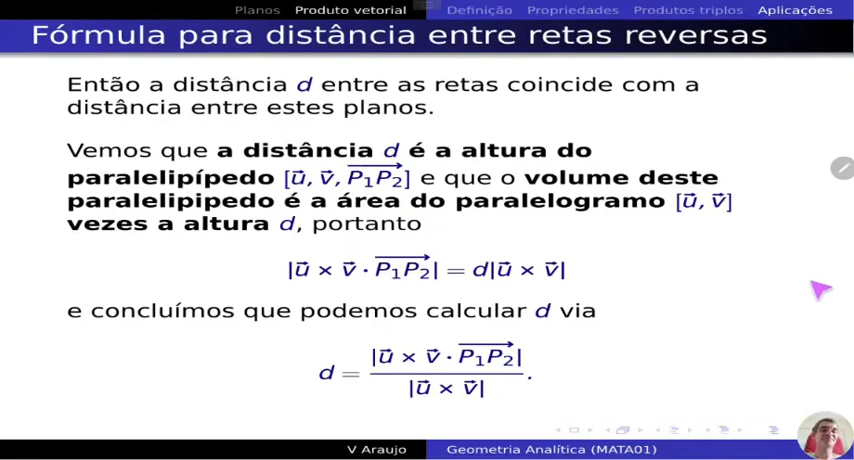 Planos Produto vetorial Definição Propriedades Produtos triplos Aplicações
Fórmula para distância entre retas reversas
Então a distância d entre as retas coincide com a
distância entre estes planos.
Vemos que a distância d é a altura do
paralelipípedo [u⃗, v⃗, P₁P₂⃗] e que o volume deste
paralelipipedo é a área do paralelogramo [u⃗, v⃗]
vezes a altura d, portanto
|u⃗ × v⃗ · P₁P₂⃗| = d|u⃗ × v⃗|
e concluímos que podemos calcular d via
d = |u⃗ × v⃗ · P₁P₂⃗| / |u⃗ × v⃗|.
V Araujo Geometria Analítica (MATA01)